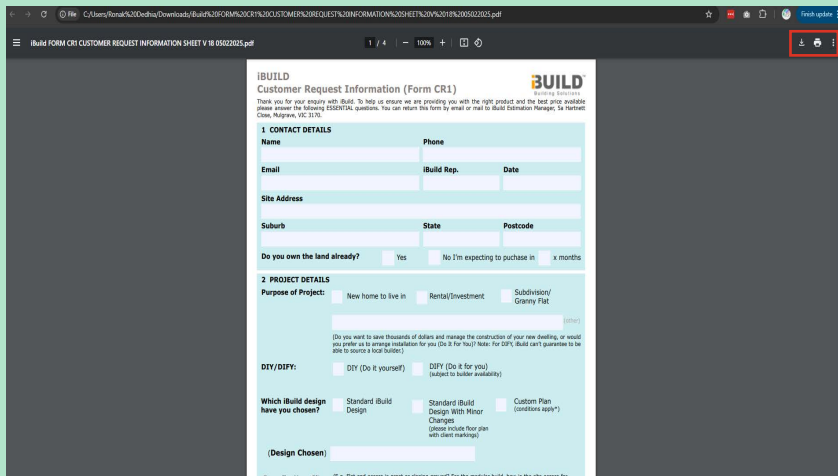 File C:/Users/Ronak%20Dedhia/Downloads/iBuild%20FORM%20CR1%20CUSTOMER%20REQUEST%20INFORMATION%20SHEET%20V%2018%2005022025.pdf
Finish update
iBuild FORM CR1 CUSTOMER REQUEST INFORMATION SHEET V 18 05022025.pdf
1 / 4
100%
iBUILD
Customer Request Information (Form CR1)
iBUILD
Building Solutions
Thank you for your enquiry with iBuild. To help us ensure we are providing you with the right product and the best price available
please answer the following ESSENTIAL questions. You can return this form by email or mail to iBuild Estimation Manager, 5a Hartnett
Close, Mulgrave, VIC 3170.
1 CONTACT DETAILS
Name Phone
Email iBuild Rep. Date
Site Address
Suburb State Postcode
Do you own the land already? Yes No I'm expecting to puchase in x months
2 PROJECT DETAILS
Purpose of Project: New home to live in Rental/Investment Subdivision/
Granny Flat
(other)
(Do you want to save thousands of dollars and manage the construction of your new dwelling, or would
you prefer us to arrange installation for you (Do It For You)? Note: For DIFY, iBuild can't guarantee to be
able to source a local builder.)
DIY/DIFY: DIY (Do it yourself) DIFY (Do it for you)
(subject to builder availability)
Which iBuild design
have you chosen?
Standard iBuild
Design
Standard iBuild
Design With Minor
Changes
(please include floor plan
with client markings)
Custom Plan
(conditions apply*)
(Design Chosen)